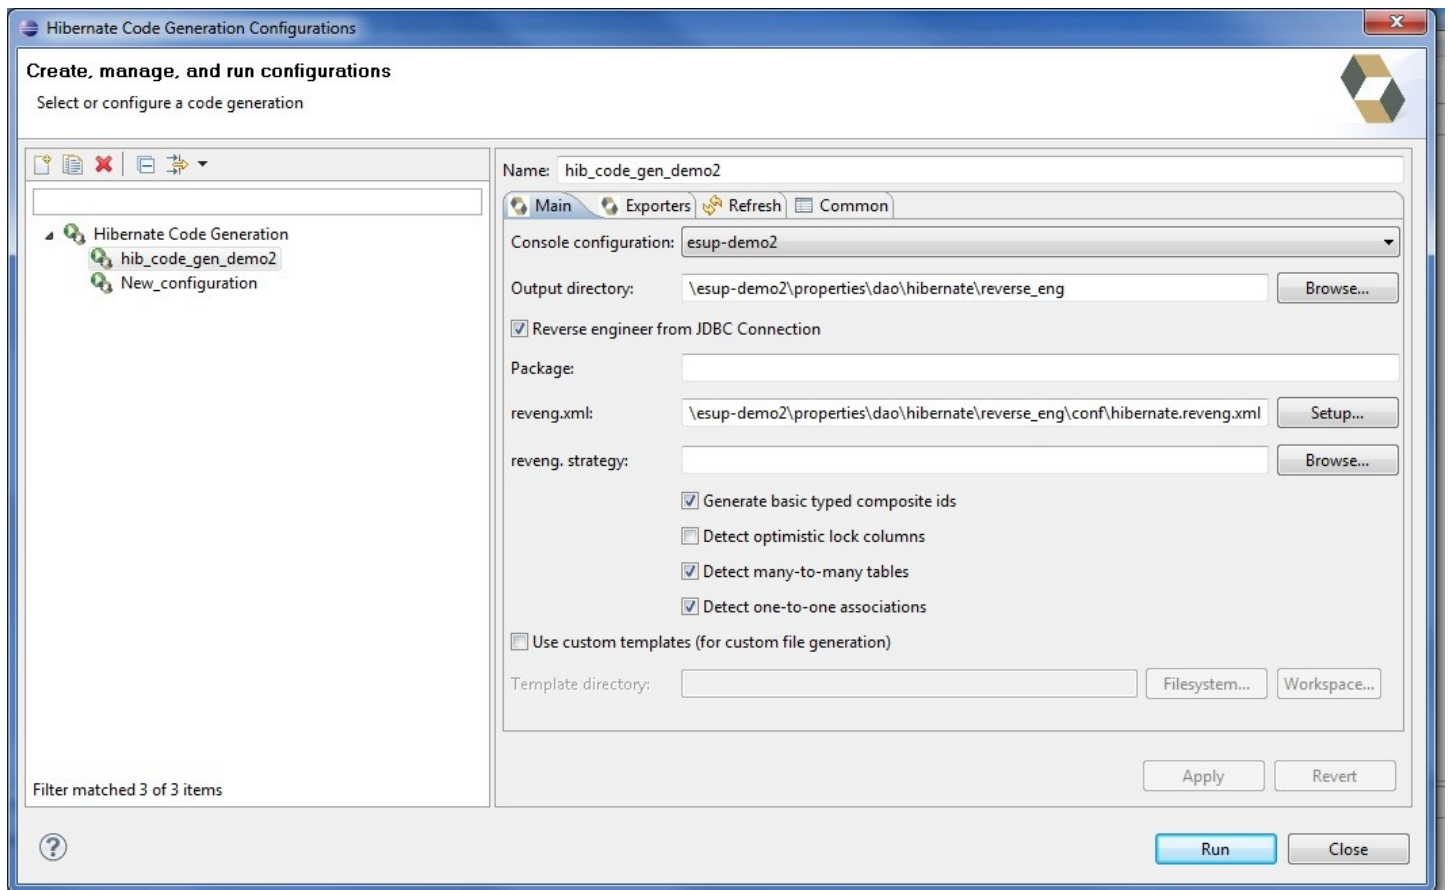 Hibernate Code Generation Configurations
Create, manage, and run configurations
Select or configure a code generation
Hibernate Code Generation
hib_code_gen_demo2
New_configuration
Filter matched 3 of 3 items
Name: hib_code_gen_demo2
Main Exporters Refresh Common
Console configuration: esup-demo2
Output directory: \esup-demo2\properties\dao\hibernate\reverse_eng Browse...
Reverse engineer from JDBC Connection
Package:
reveng.xml: \esup-demo2\properties\dao\hibernate\reverse_eng\conf\hibernate.reveng.xml Setup...
reveng. strategy: Browse...
Generate basic typed composite ids
Detect optimistic lock columns
Detect many-to-many tables
Detect one-to-one associations
Use custom templates (for custom file generation)
Template directory: Filesystem... Workspace...
Apply Revert
? Run Close